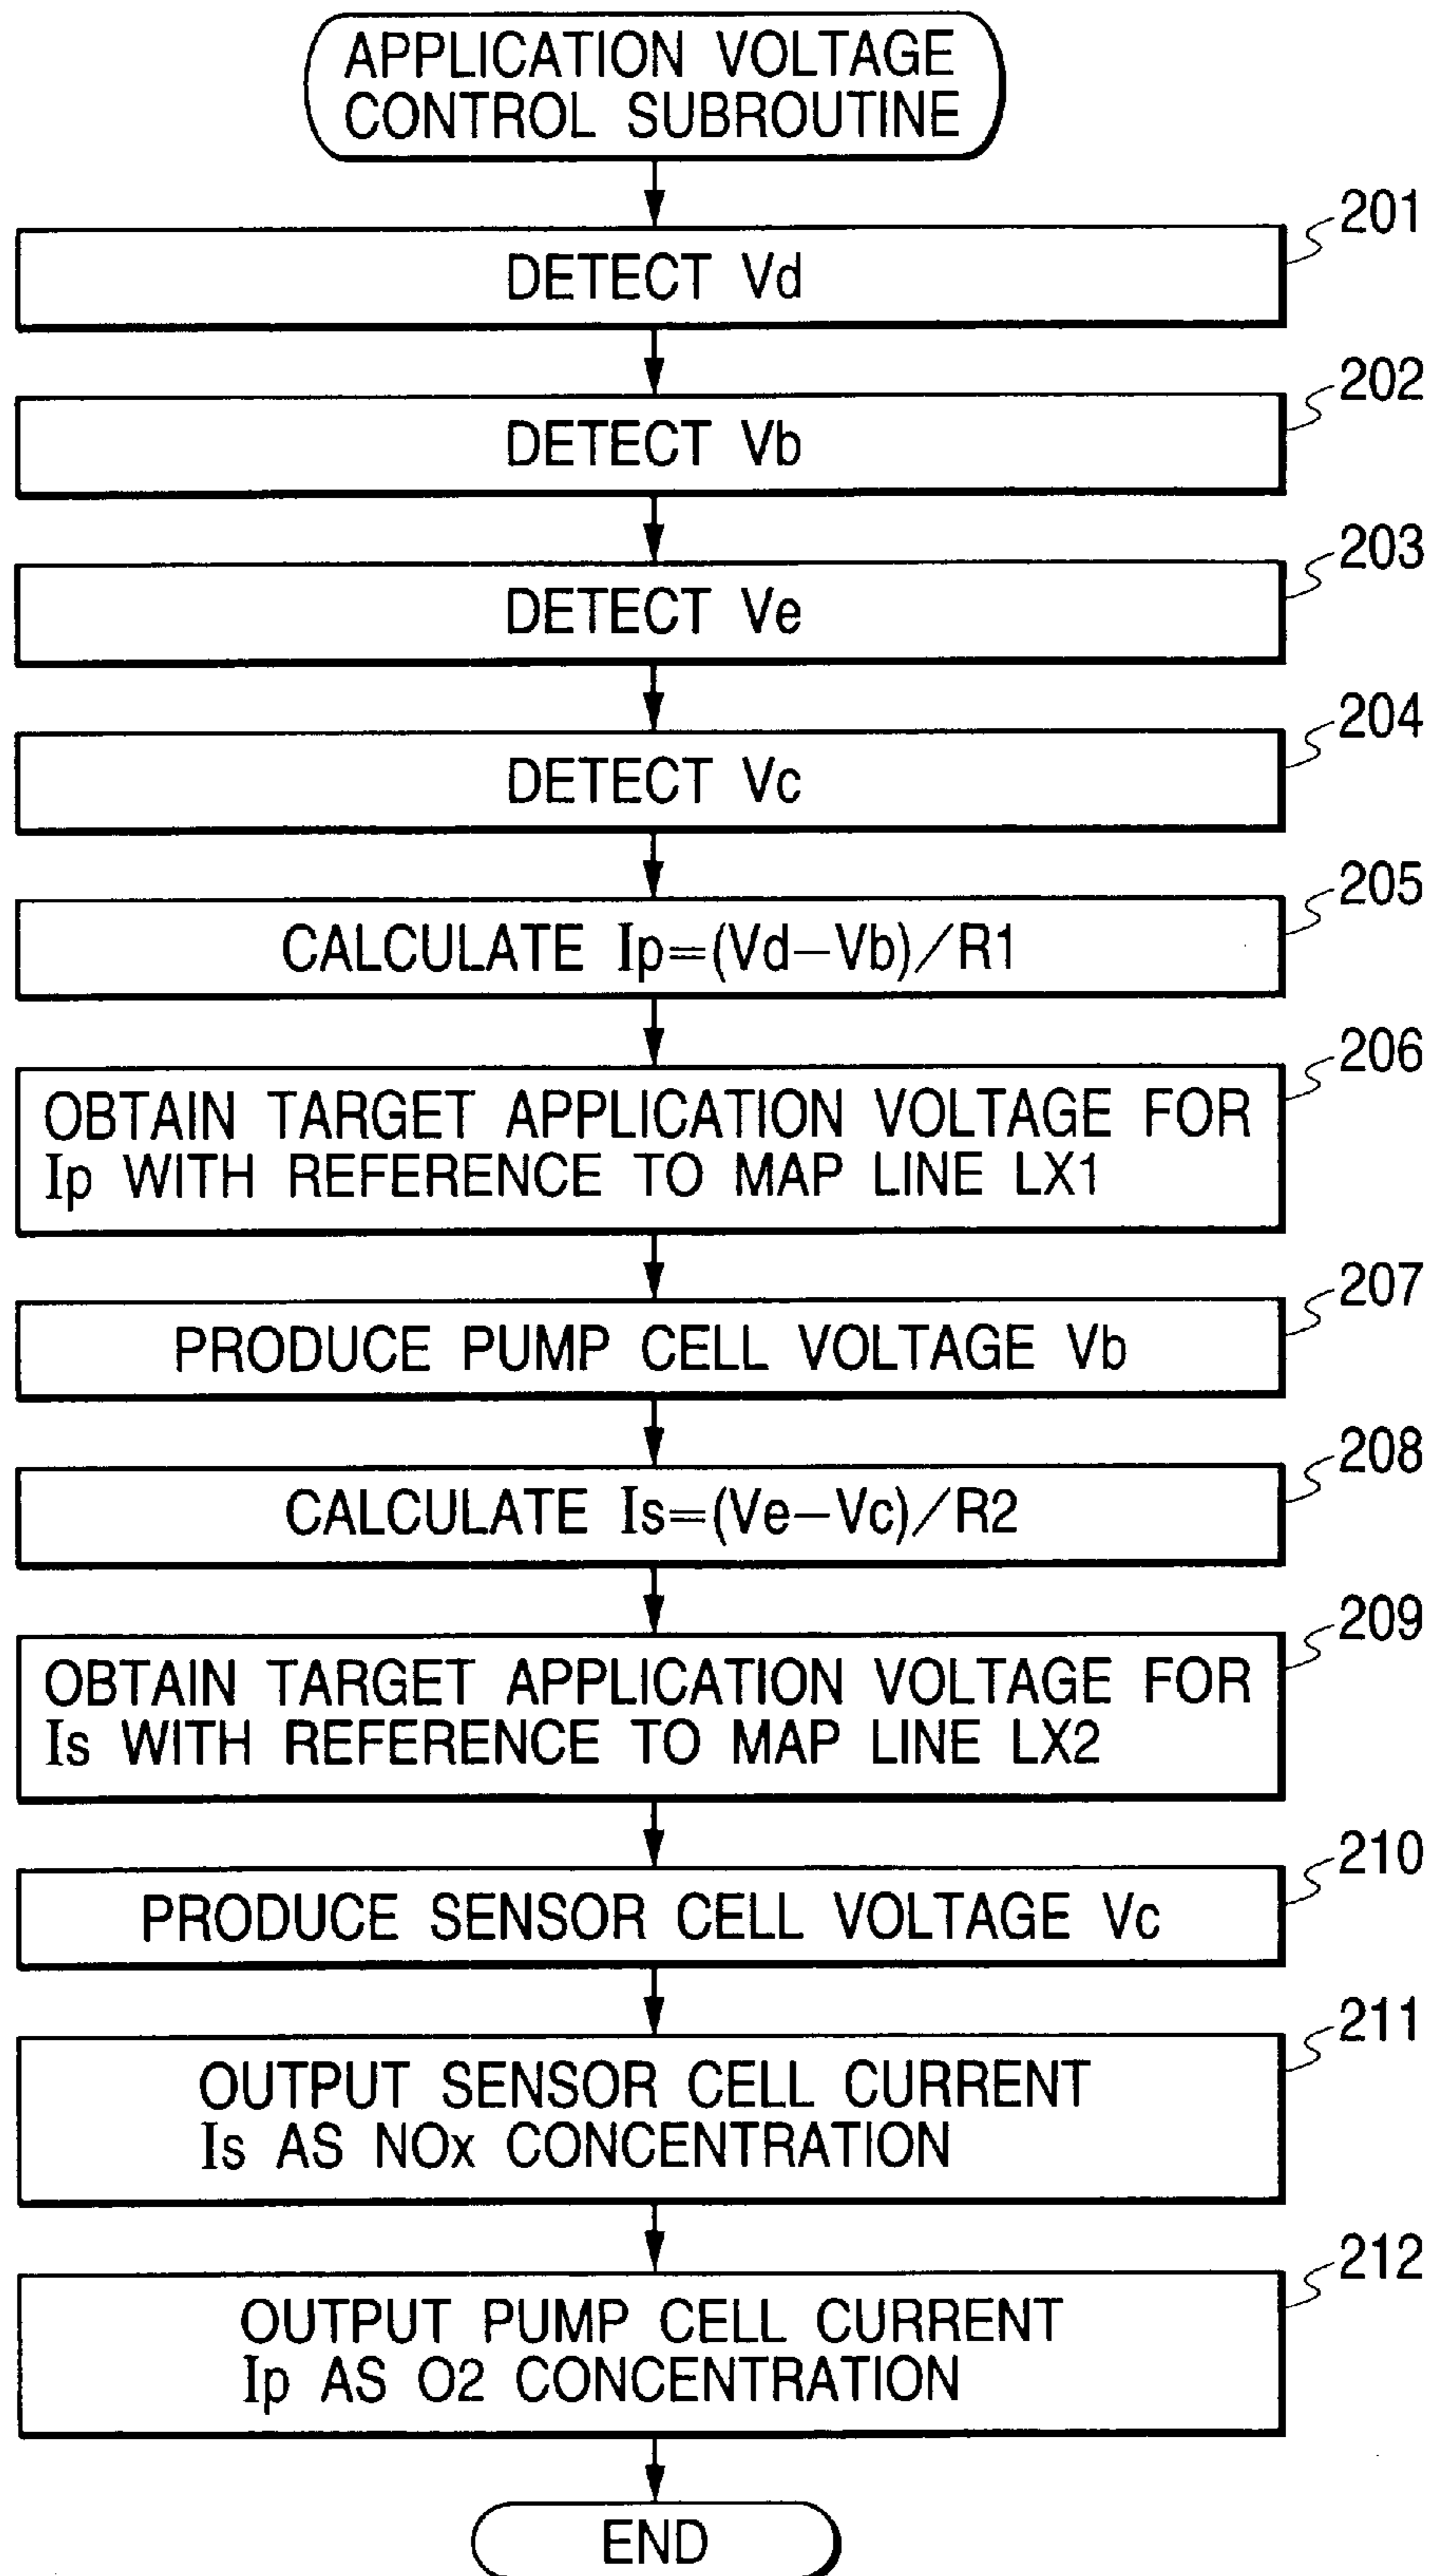 APPLICATION VOLTAGE
CONTROL SUBROUTINE
201
DETECT Vd
202
DETECT Vb
203
DETECT Ve
204
DETECT Vc
205
CALCULATE Ip=(Vd−Vb)/R1
206
OBTAIN TARGET APPLICATION VOLTAGE FOR
Ip WITH REFERENCE TO MAP LINE LX1
207
PRODUCE PUMP CELL VOLTAGE Vb
208
CALCULATE Is=(Ve−Vc)/R2
209
OBTAIN TARGET APPLICATION VOLTAGE FOR
Is WITH REFERENCE TO MAP LINE LX2
210
PRODUCE SENSOR CELL VOLTAGE Vc
211
OUTPUT SENSOR CELL CURRENT
Is AS NOx CONCENTRATION
212
OUTPUT PUMP CELL CURRENT
Ip AS O2 CONCENTRATION
END